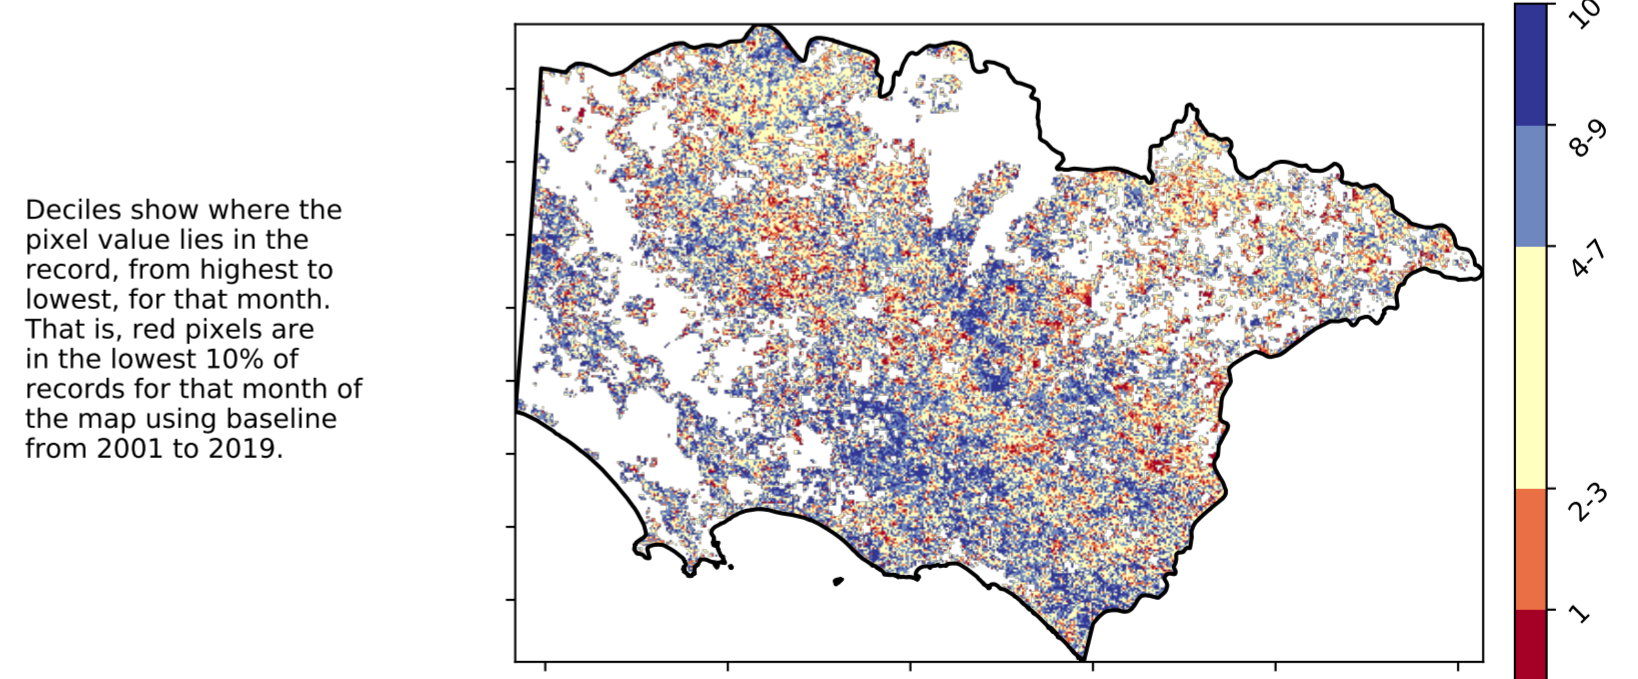 Deciles show where the
pixel value lies in the
record, from highest to
lowest, for that month.
That is, red pixels are
in the lowest 10% of
records for that month of
the map using baseline
from 2001 to 2019.
10
8-9
4-7
2-3
1